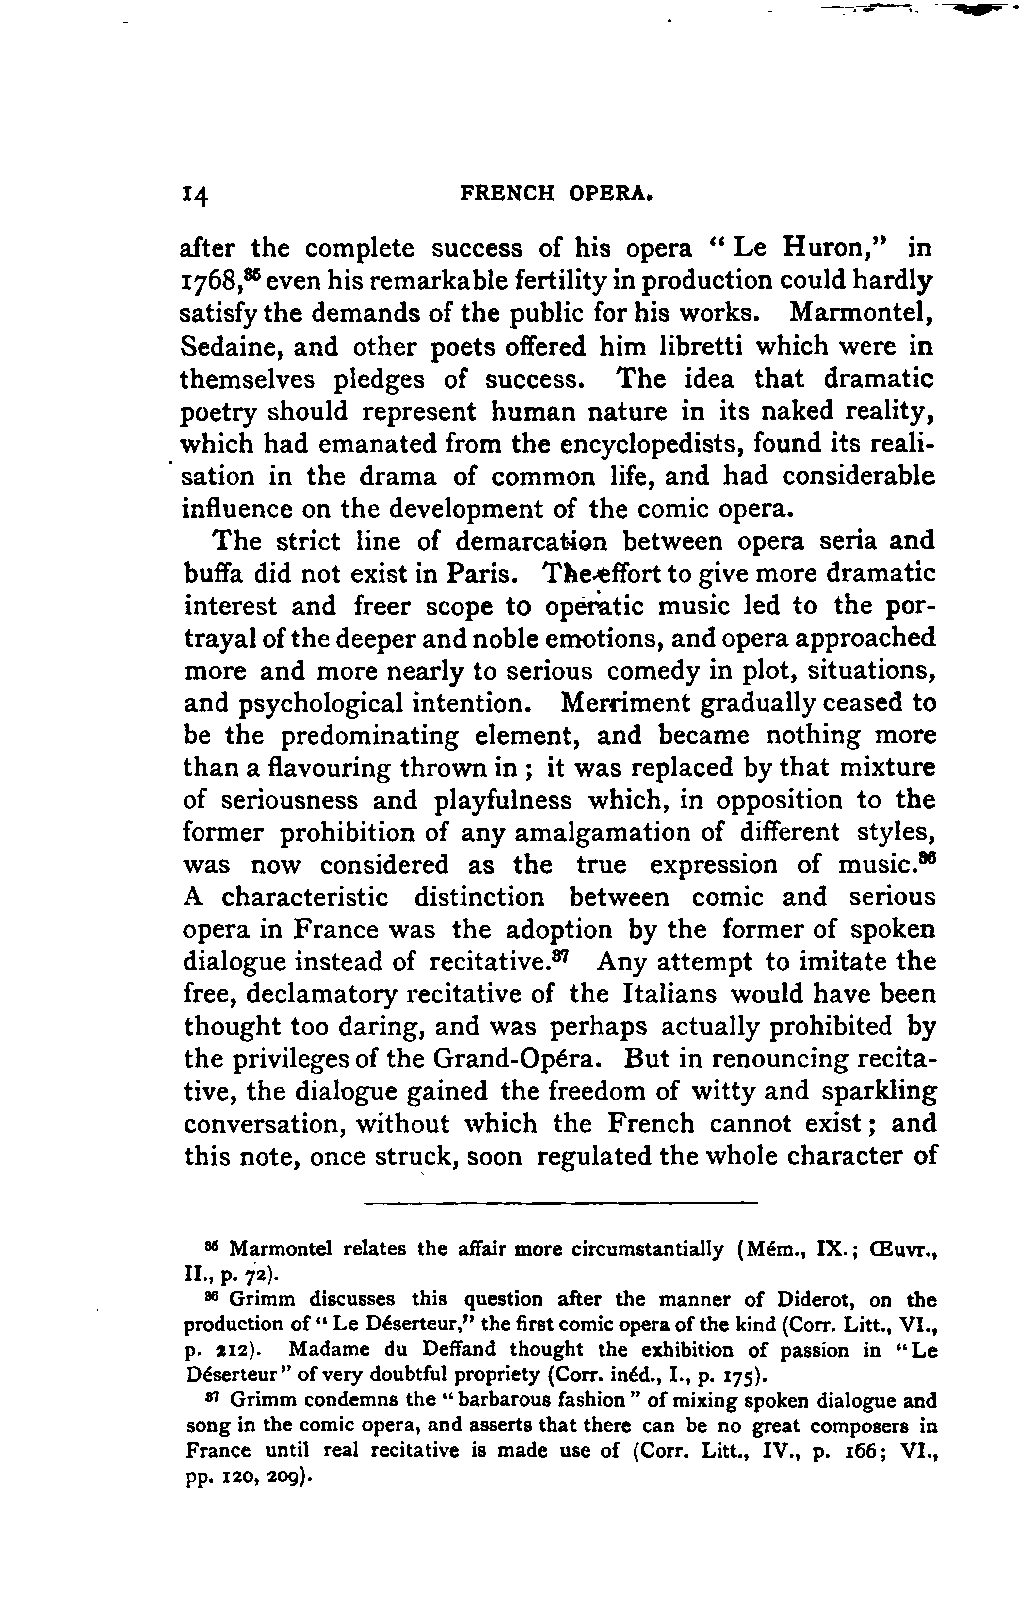 14 FRENCH OPERA.
after the complete success of his opera “ Le Huron,” in
1768,³⁵ even his remarkable fertility in production could hardly
satisfy the demands of the public for his works. Marmontel,
Sedaine, and other poets offered him libretti which were in
themselves pledges of success. The idea that dramatic
poetry should represent human nature in its naked reality,
which had emanated from the encyclopedists, found its reali-
sation in the drama of common life, and had considerable
influence on the development of the comic opera.
The strict line of demarcation between opera seria and
buffa did not exist in Paris. The effort to give more dramatic
interest and freer scope to operatic music led to the por-
trayal of the deeper and noble emotions, and opera approached
more and more nearly to serious comedy in plot, situations,
and psychological intention. Merriment gradually ceased to
be the predominating element, and became nothing more
than a flavouring thrown in ; it was replaced by that mixture
of seriousness and playfulness which, in opposition to the
former prohibition of any amalgamation of different styles,
was now considered as the true expression of music.³⁶
A characteristic distinction between comic and serious
opera in France was the adoption by the former of spoken
dialogue instead of recitative.³⁷ Any attempt to imitate the
free, declamatory recitative of the Italians would have been
thought too daring, and was perhaps actually prohibited by
the privileges of the Grand-Opéra. But in renouncing recita-
tive, the dialogue gained the freedom of witty and sparkling
conversation, without which the French cannot exist ; and
this note, once struck, soon regulated the whole character of
³⁵ Marmontel relates the affair more circumstantially (Mém., IX. ; Œuvr.,
II., p. 72).
³⁶ Grimm discusses this question after the manner of Diderot, on the
production of “ Le Déserteur,” the first comic opera of the kind (Corr. Litt., VI.,
p. 212). Madame du Deffand thought the exhibition of passion in “Le
Déserteur” of very doubtful propriety (Corr. inéd., I., p. 175).
³⁷ Grimm condemns the “ barbarous fashion ” of mixing spoken dialogue and
song in the comic opera, and asserts that there can be no great composers in
France until real recitative is made use of (Corr. Litt., IV., p. 166; VI.,
pp. 120, 209).